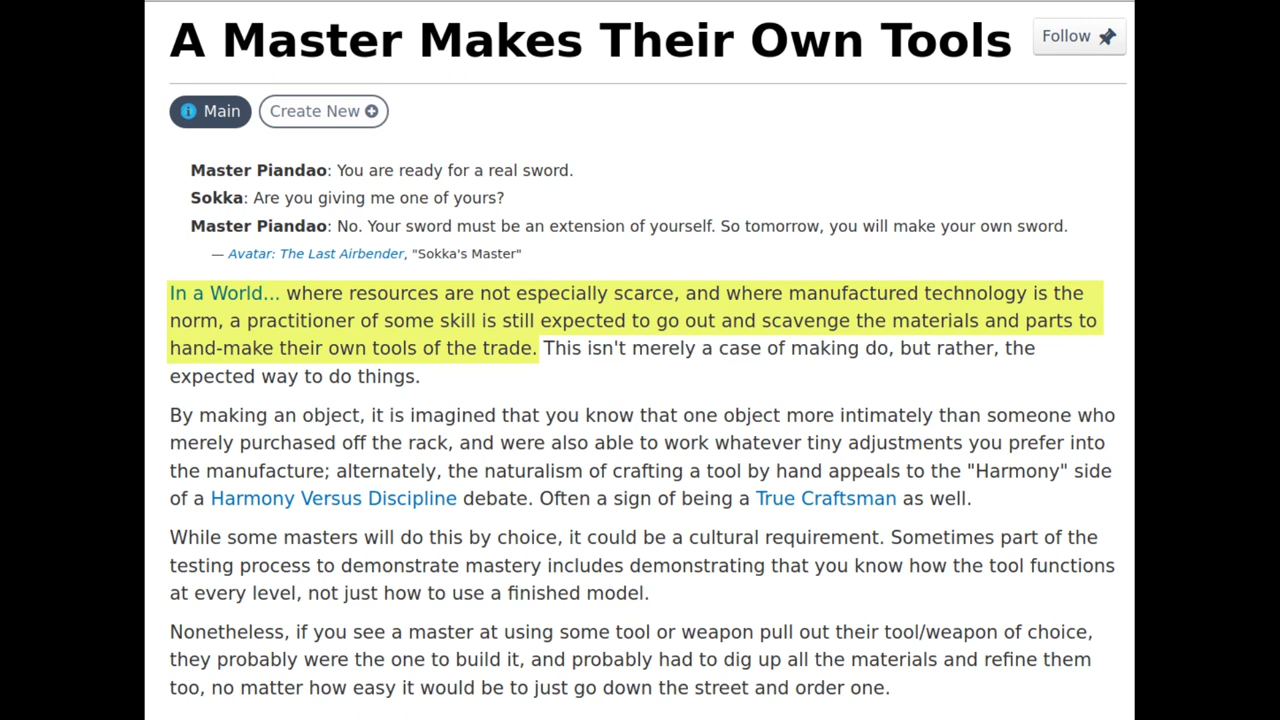 A Master Makes Their Own Tools
Follow
Main
Create New
Master Piandao: You are ready for a real sword.
Sokka: Are you giving me one of yours?
Master Piandao: No. Your sword must be an extension of yourself. So tomorrow, you will make your own sword.
— Avatar: The Last Airbender, "Sokka's Master"
In a World... where resources are not especially scarce, and where manufactured technology is the
norm, a practitioner of some skill is still expected to go out and scavenge the materials and parts to
hand-make their own tools of the trade. This isn't merely a case of making do, but rather, the
expected way to do things.
By making an object, it is imagined that you know that one object more intimately than someone who
merely purchased off the rack, and were also able to work whatever tiny adjustments you prefer into
the manufacture; alternately, the naturalism of crafting a tool by hand appeals to the "Harmony" side
of a Harmony Versus Discipline debate. Often a sign of being a True Craftsman as well.
While some masters will do this by choice, it could be a cultural requirement. Sometimes part of the
testing process to demonstrate mastery includes demonstrating that you know how the tool functions
at every level, not just how to use a finished model.
Nonetheless, if you see a master at using some tool or weapon pull out their tool/weapon of choice,
they probably were the one to build it, and probably had to dig up all the materials and refine them
too, no matter how easy it would be to just go down the street and order one.